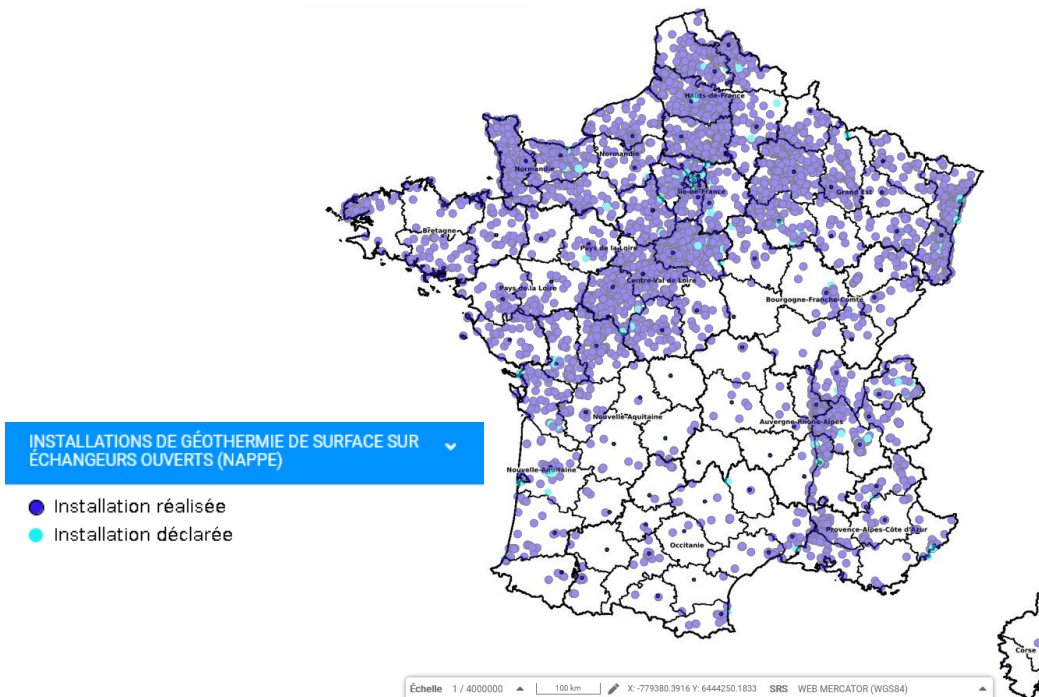 Hauts-de-France
Normandie
Normandie
Île-de-France
Grand Est
Bretagne
Pays de la Loire
Centre-Val de Loire
Pays de la Loire
Bourgogne-Franche-Comté
Nouvelle-Aquitaine
Auvergne-Rhône-Alpes
INSTALLATIONS DE GÉOTHERMIE DE SURFACE SUR
ÉCHANGEURS OUVERTS (NAPPE)
Nouvelle-Aquitaine
Installation réalisée
Installation déclarée
Provence-Alpes-Côte d'Azur
Occitanie
Corse
Échelle 1 / 4000000 100 km X: -779380.3916 Y: 6444250.1833 SRS WEB MERCATOR (WGS84)